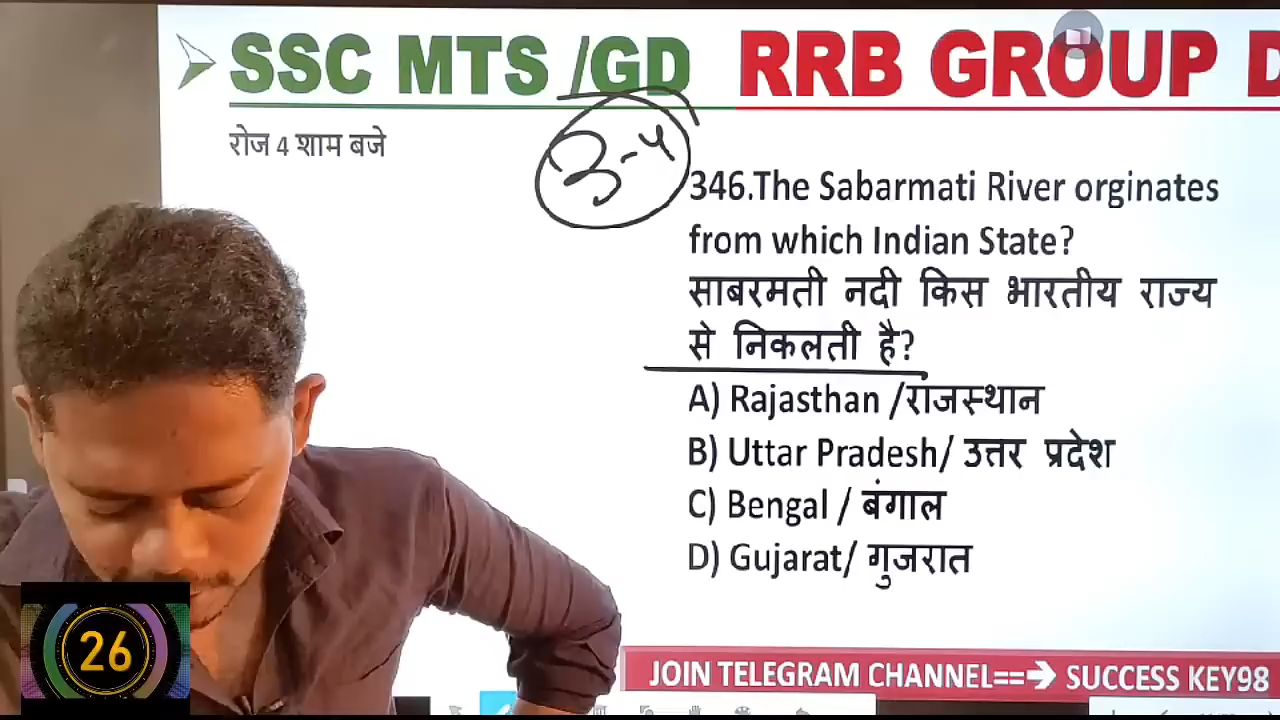 SSC MTS /GD RRB GROUP D
रोज 4 शाम बजे
3-4
346.The Sabarmati River orginates
from which Indian State?
साबरमती नदी किस भारतीय राज्य
से निकलती है?
A) Rajasthan /राजस्थान
B) Uttar Pradesh/ उत्तर प्रदेश
C) Bengal / बंगाल
D) Gujarat/ गुजरात
26
JOIN TELEGRAM CHANNEL==➔ SUCCESS KEY98